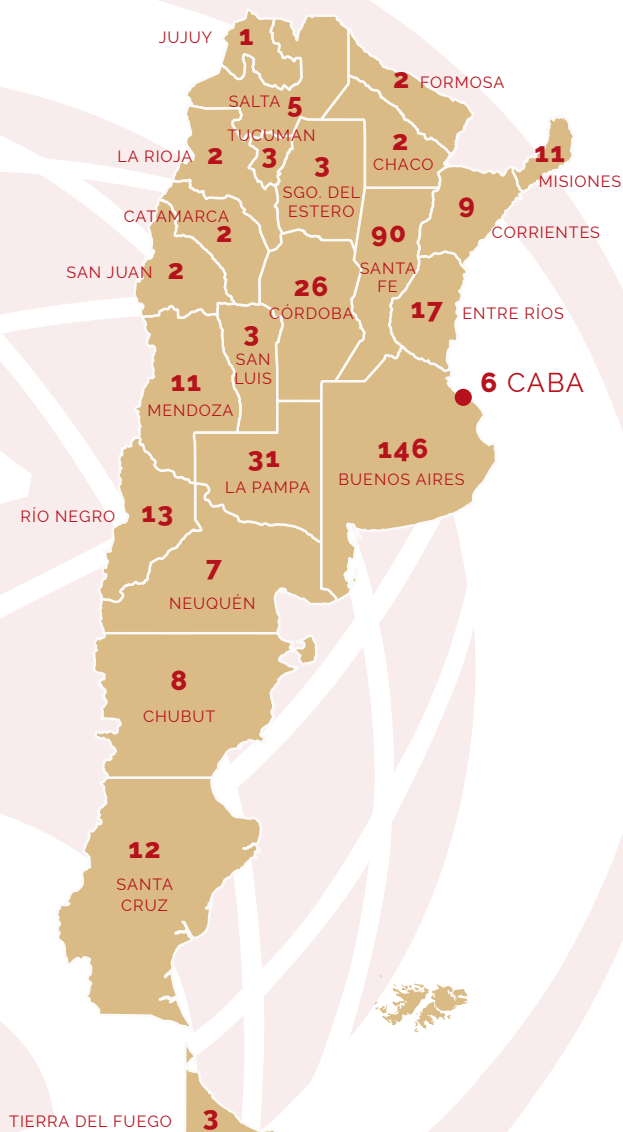 JUJUY 1
2 FORMOSA
SALTA 5
TUCUMAN
3
2
CHACO
LA RIOJA 2
3
SGO. DEL
ESTERO
11
MISIONES
CATAMARCA
2
9
CORRIENTES
90
SANTA
FE
SAN JUAN 2
26
CÓRDOBA
17 ENTRE RÍOS
3
SAN
LUIS
11
MENDOZA
6 CABA
146
BUENOS AIRES
31
LA PAMPA
RÍO NEGRO 13
7
NEUQUÉN
8
CHUBUT
12
SANTA
CRUZ
TIERRA DEL FUEGO 3